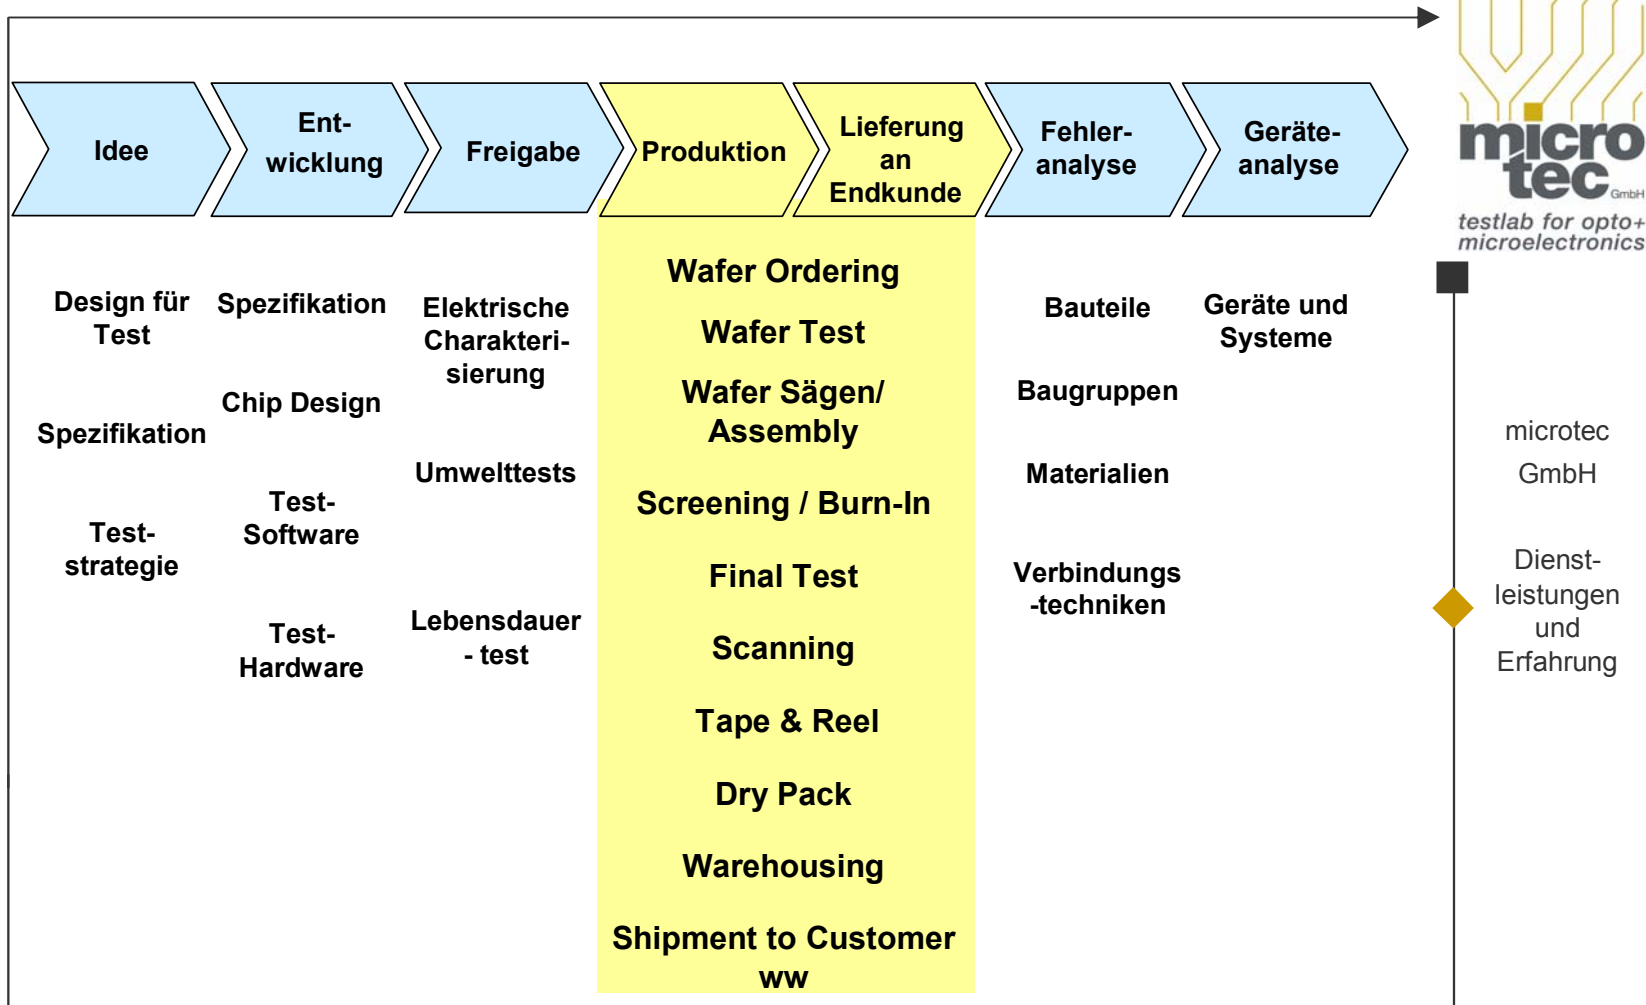 Idee
Ent-
wicklung
Freigabe
Produktion
Lieferung
an
Endkunde
Fehler-
analyse
Geräte-
analyse
micro
tec
GmbH
testlab for opto+
microelectronics
Design für
Test
Spezifikation
Test-
strategie
Spezifikation
Chip Design
Test-
Software
Test-
Hardware
Elektrische
Charakteri-
sierung
Umwelttests
Lebensdauer
- test
Wafer Ordering
Wafer Test
Wafer Sägen/
Assembly
Screening / Burn-In
Final Test
Scanning
Tape & Reel
Dry Pack
Warehousing
Shipment to Customer
ww
Bauteile
Baugruppen
Materialien
Verbindungs
-techniken
Geräte und
Systeme
microtec
GmbH
Dienst-
leistungen
und
Erfahrung